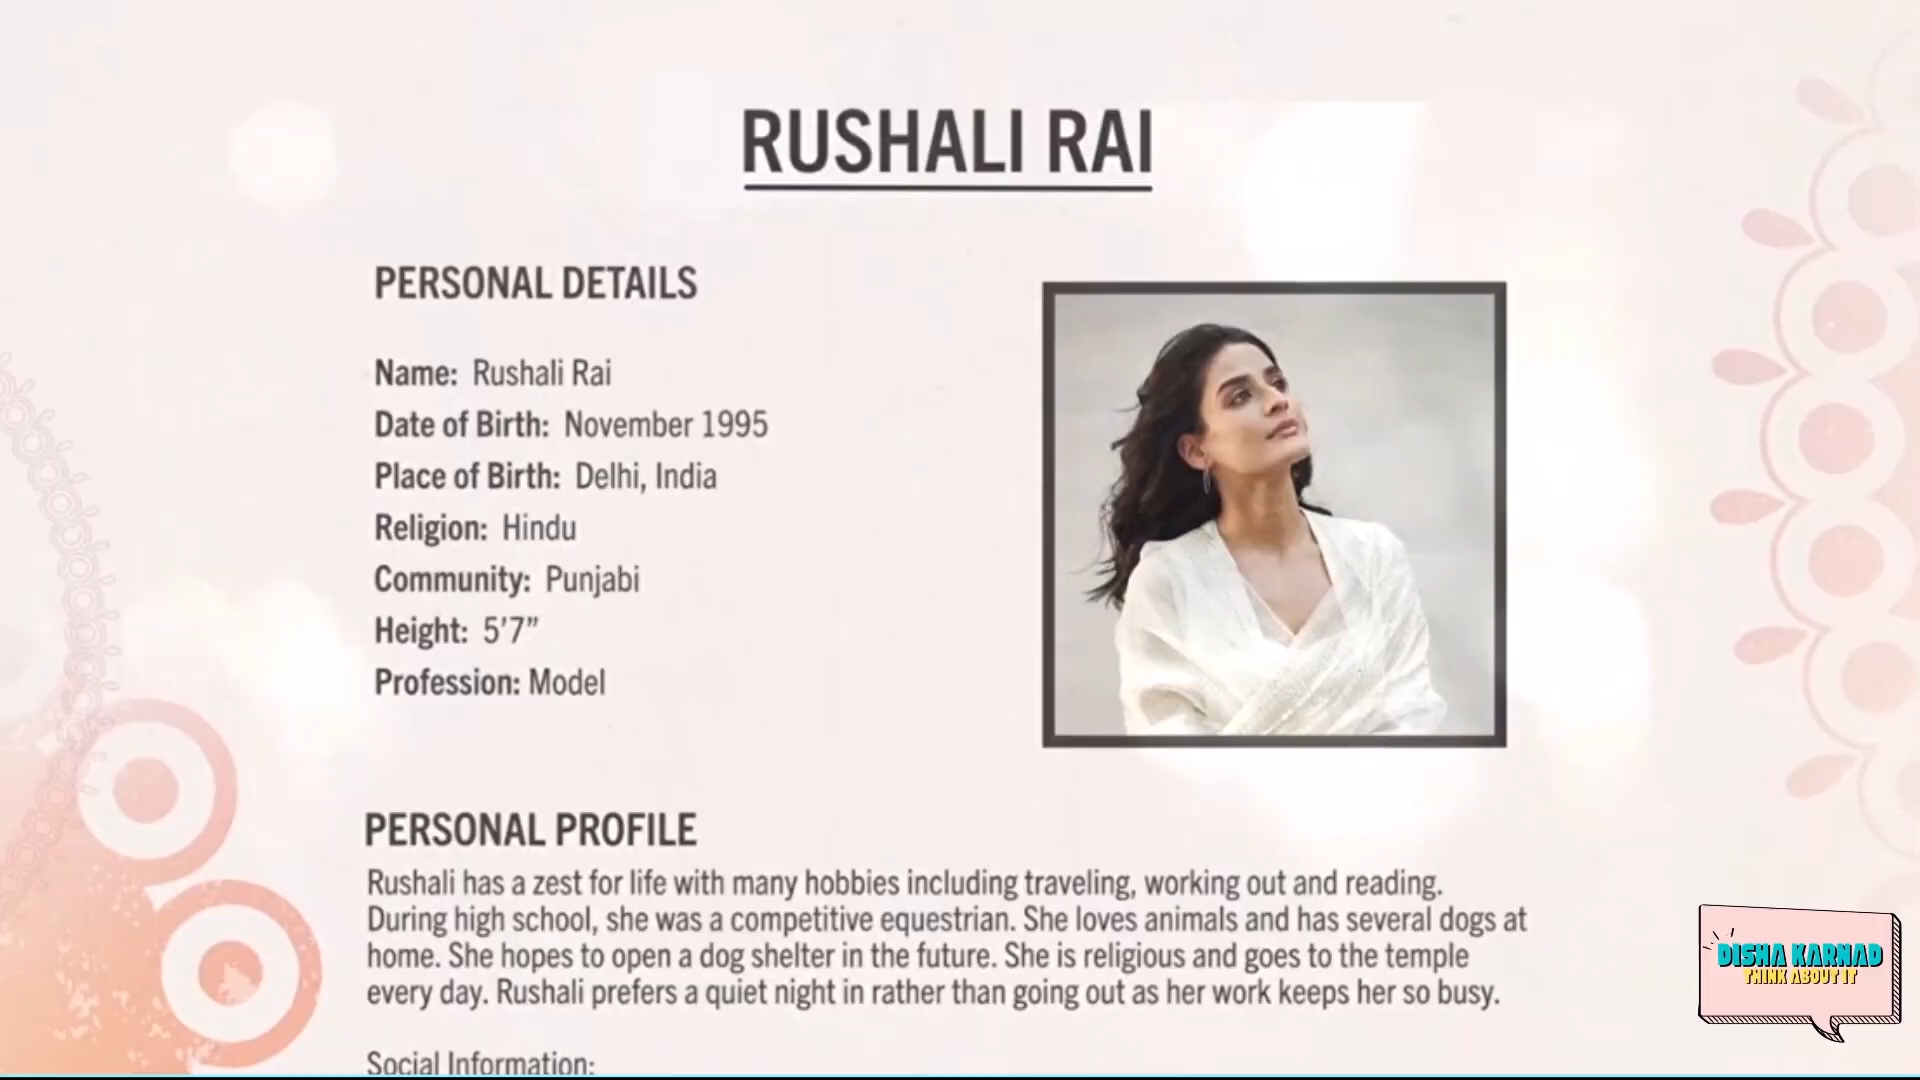 RUSHALI RAI
PERSONAL DETAILS
Name: Rushali Rai
Date of Birth: November 1995
Place of Birth: Delhi, India
Religion: Hindu
Community: Punjabi
Height: 5’7”
Profession: Model
PERSONAL PROFILE
Rushali has a zest for life with many hobbies including traveling, working out and reading.
During high school, she was a competitive equestrian. She loves animals and has several dogs at
home. She hopes to open a dog shelter in the future. She is religious and goes to the temple
every day. Rushali prefers a quiet night in rather than going out as her work keeps her so busy.
Social Information:
DISHA KARNAD
THINK ABOUT IT